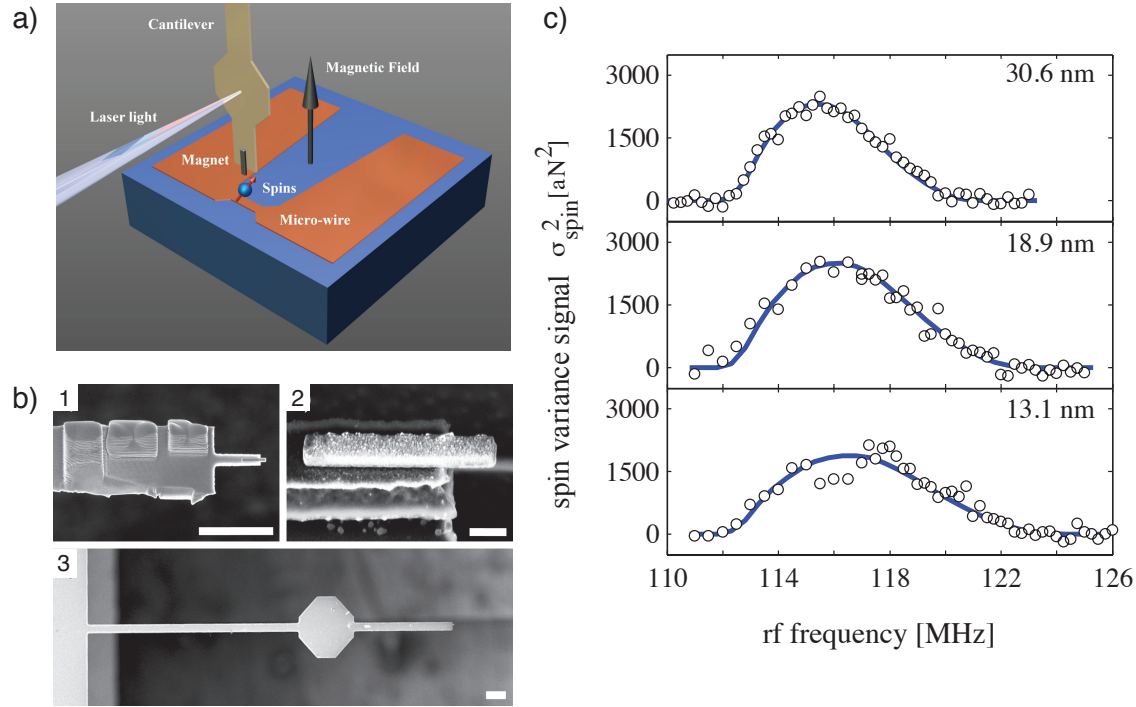 a)
Cantilever
Magnetic Field
Laser light
Magnet
Spins
Micro-wire
b)
1
2
3
c)
spin variance signal σ²spin [aN²]
3000
1500
0
30.6 nm
3000
1500
0
18.9 nm
3000
1500
0
13.1 nm
110 114 118 122 126
rf frequency [MHz]